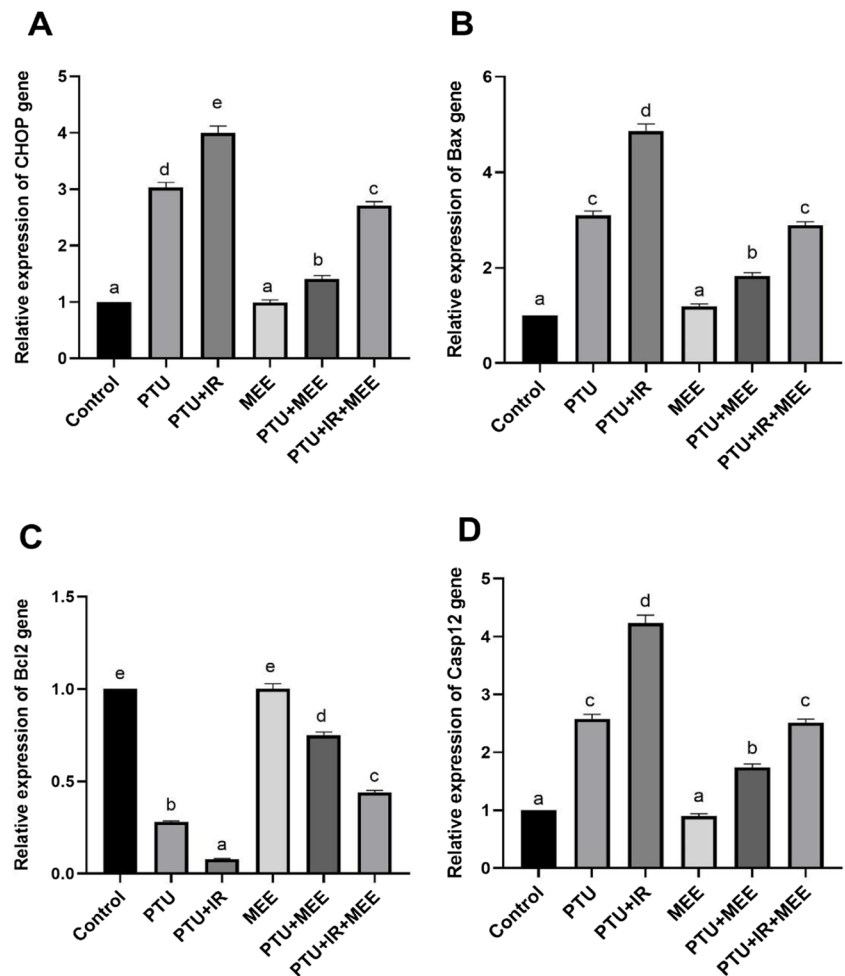 A
Relative expression of CHOP gene
5
4
3
2
1
0
a
d
e
a
b
c
Control
PTU
PTU+IR
MEE
PTU+MEE
PTU+IR+MEE
B
Relative expression of Bax gene
6
4
2
0
a
c
d
a
b
c
Control
PTU
PTU+IR
MEE
PTU+MEE
PTU+IR+MEE
C
Relative expression of Bcl2 gene
1.5
1.0
0.5
0.0
e
b
a
e
d
c
Control
PTU
PTU+IR
MEE
PTU+MEE
PTU+IR+MEE
D
Relative expression of Casp12 gene
5
4
3
2
1
0
a
c
d
a
b
c
Control
PTU
PTU+IR
MEE
PTU+MEE
PTU+IR+MEE